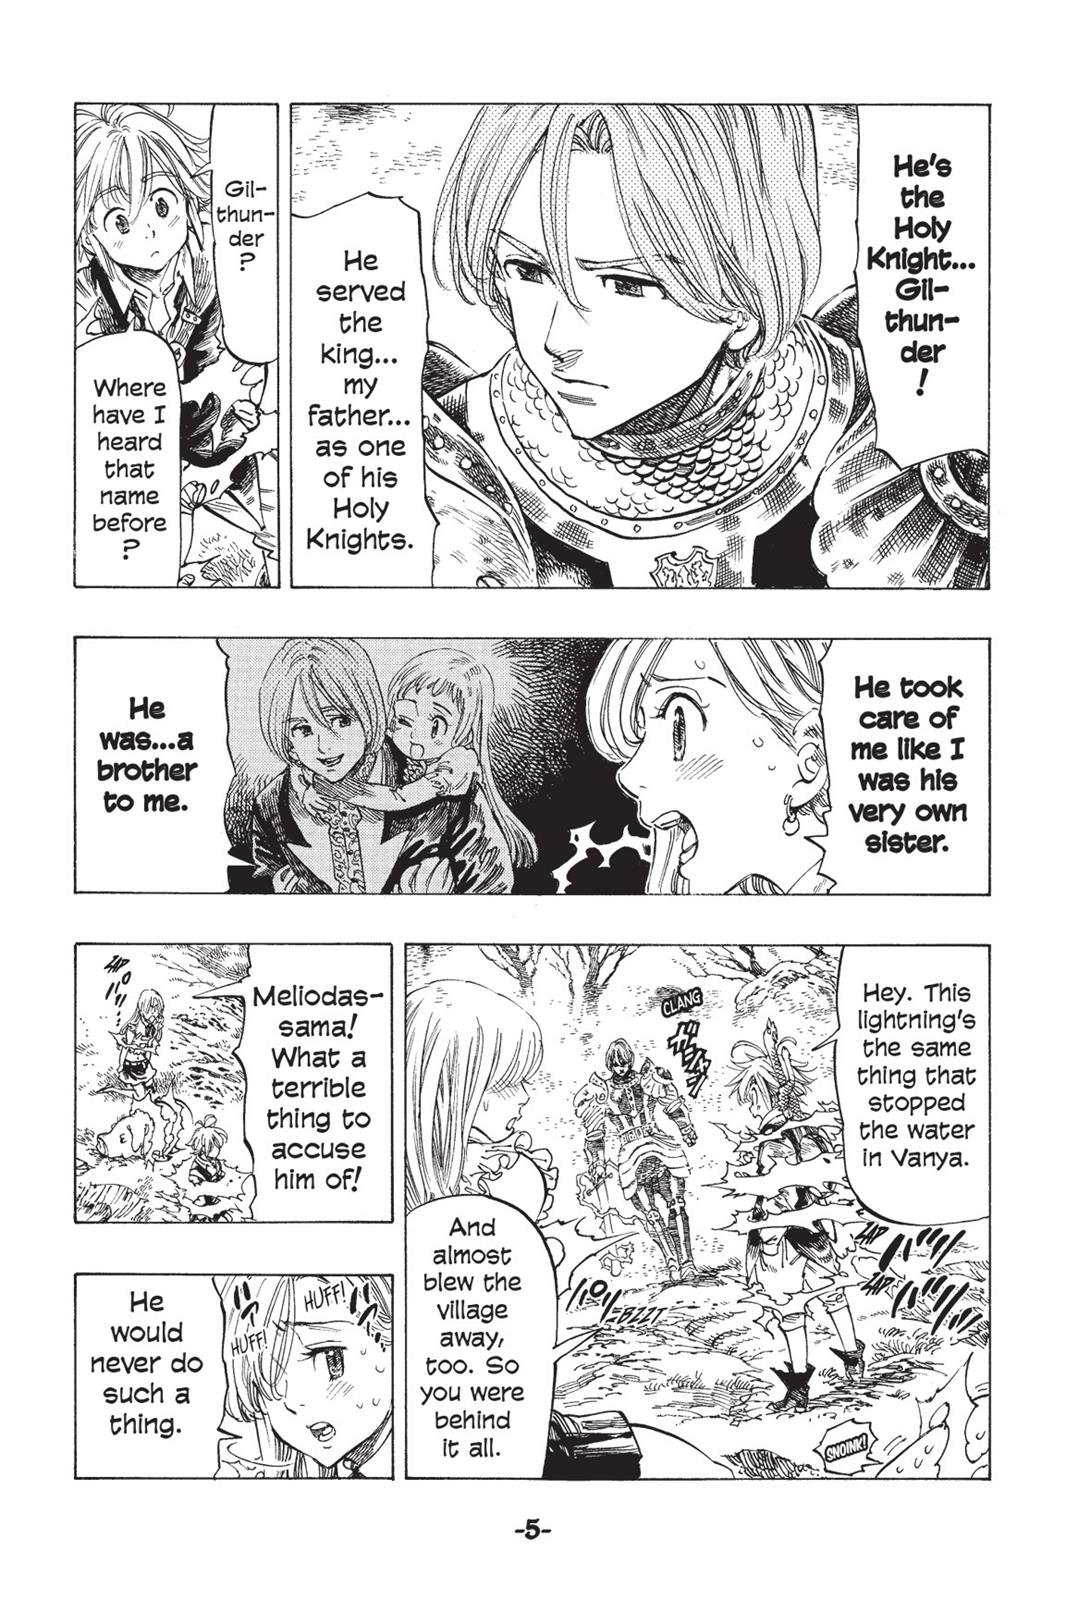 He's
the
Holy
Knight...
Gil-
thun-
der
!
He
served
the
king...
my
father...
as one
of his
Holy
Knights.
Gil-
thun-
der
?
Where
have I
heard
that
name
before
?
He took
care of
me like I
was his
very own
sister.
He
was...a
brother
to me.
Hey. This
lightning's
the same
thing that
stopped
the water
in Vanya.
CLANG
And
almost
blew the
village
away,
too. So
you were
behind
it all.
ZAP
ZAP
BZZT
SNOINK!
ZAP
ZAP
Meliodas-
sama!
What a
terrible
thing to
accuse
him of!
HUFF!
HUFF!
He
would
never do
such a
thing.
-5-